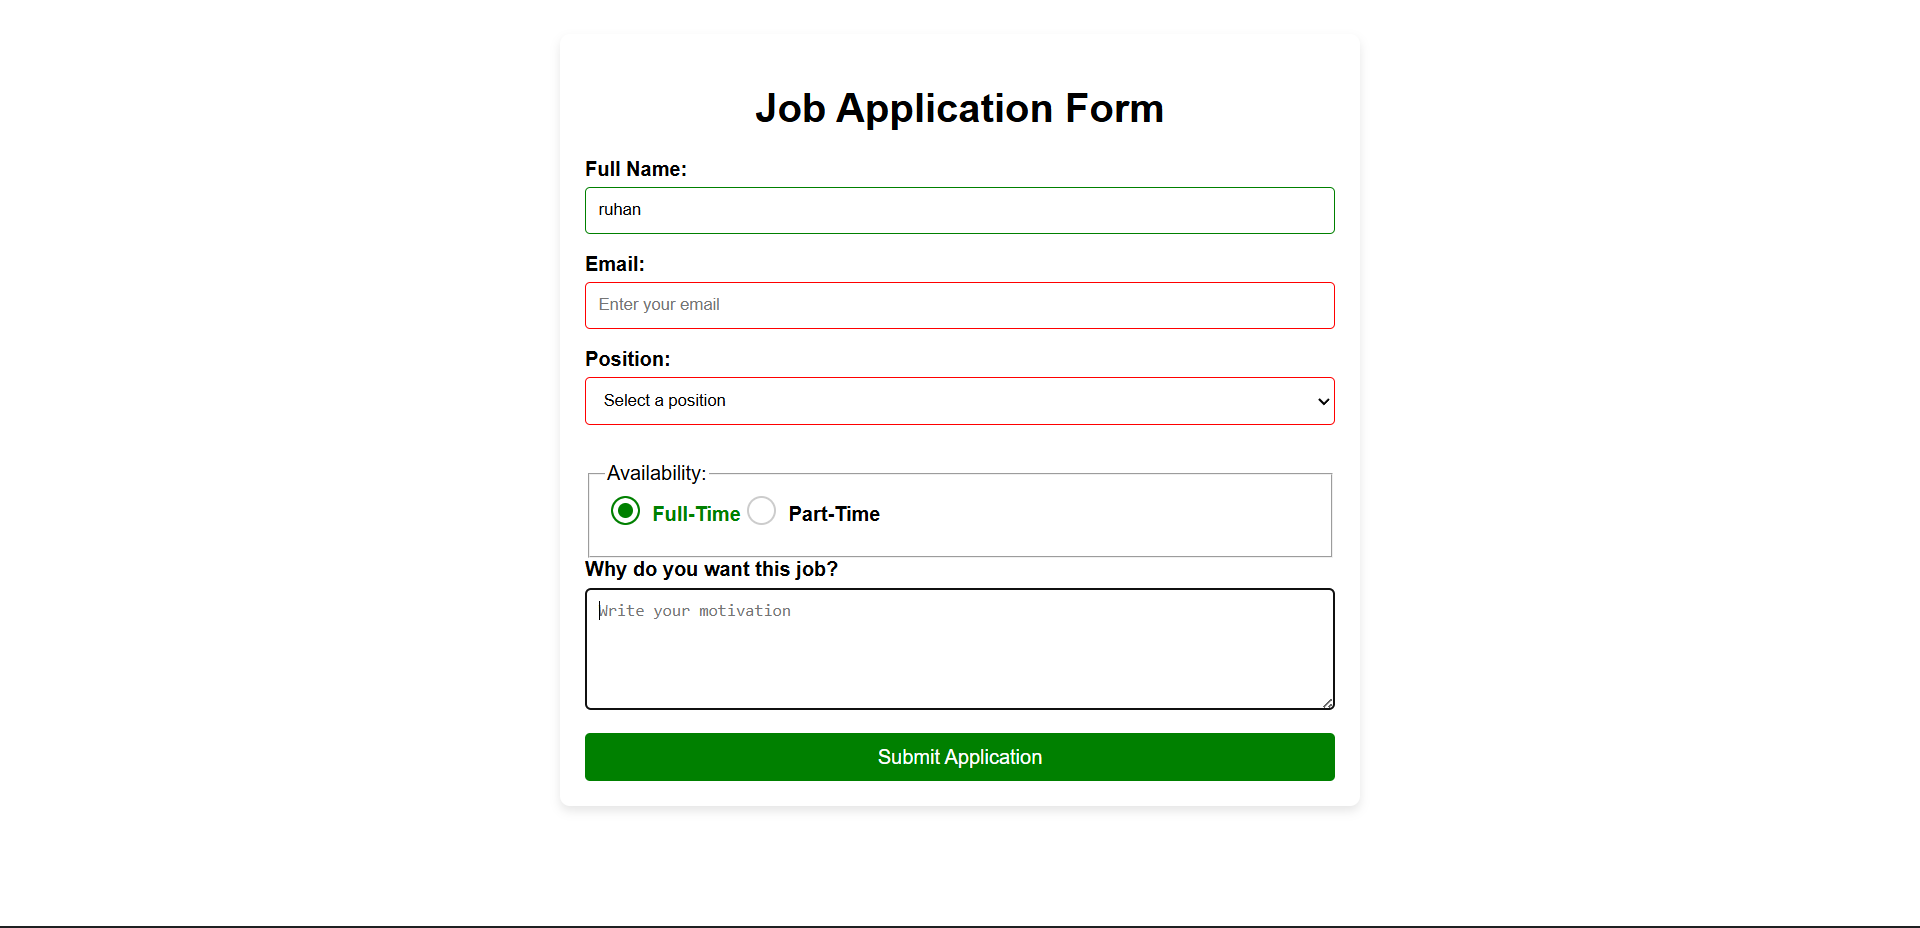 Job Application Form
Full Name:
ruhan
Email:
Enter your email
Position:
Select a position
Availability:
Full-Time Part-Time
Why do you want this job?
Write your motivation
Submit Application